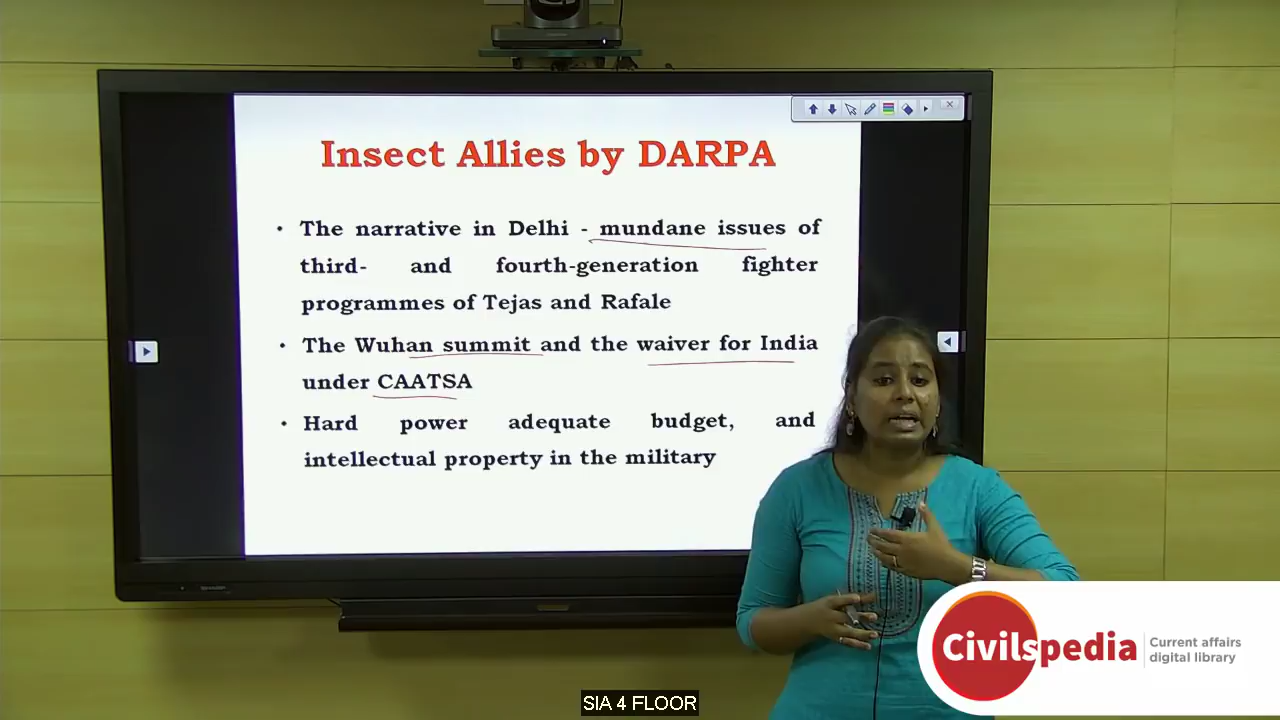 Insect Allies by DARPA
• The narrative in Delhi - mundane issues of
third- and fourth-generation fighter
programmes of Tejas and Rafale
• The Wuhan summit and the waiver for India
under CAATSA
• Hard power adequate budget, and
intellectual property in the military
Civilspedia
Current affairs
digital library
SIA 4 FLOOR